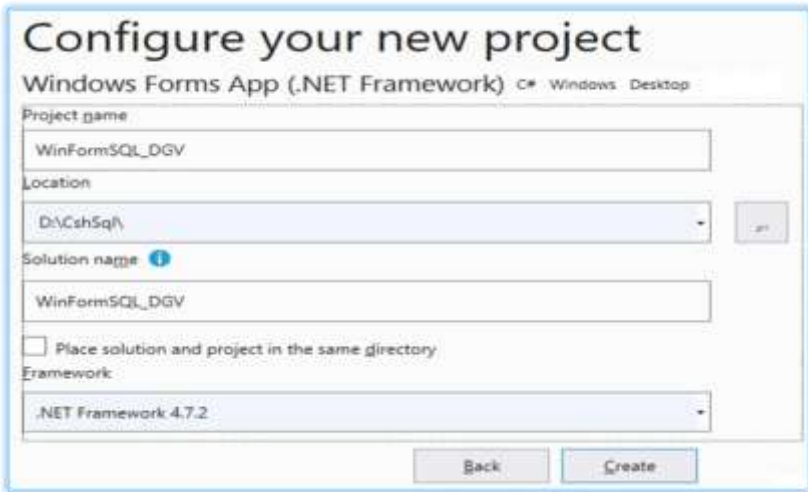 Configure your new project
Windows Forms App (.NET Framework) C# Windows Desktop
Project name
WinFormSQL_DGV
Location
D:\CshSql\
...
Solution name
WinFormSQL_DGV
Place solution and project in the same directory
Framework
.NET Framework 4.7.2
Back Create